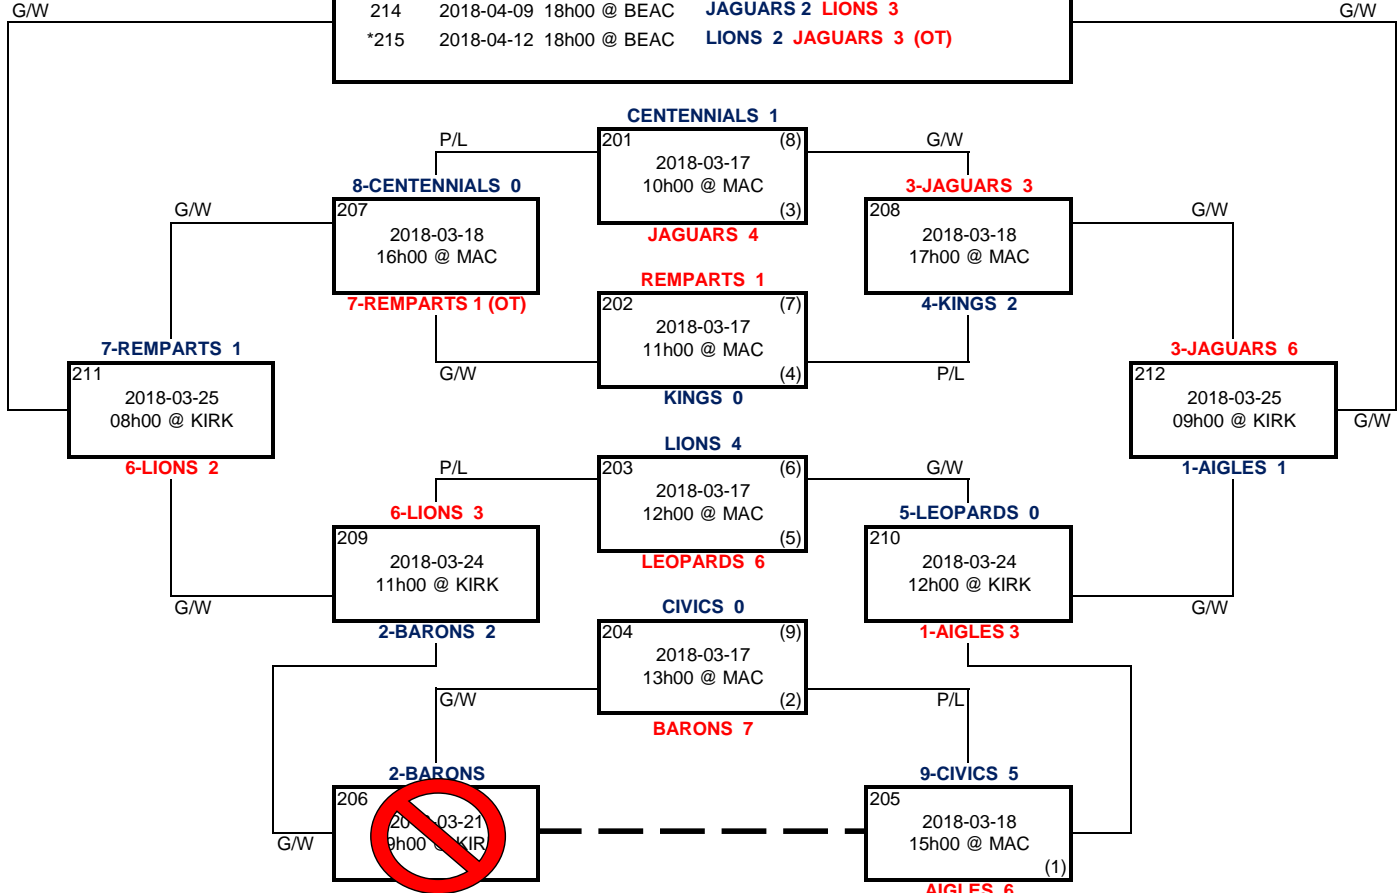 G/W
G/W
214 2018-04-09 18h00 @ BEAC JAGUARS 2 LIONS 3
*215 2018-04-12 18h00 @ BEAC LIONS 2 JAGUARS 3 (OT)
CENTENNIALS 1
P/L
201 (8)
G/W
2018-03-17
10h00 @ MAC
(3)
JAGUARS 4
8-CENTENNIALS 0
3-JAGUARS 3
G/W
207
2018-03-18
16h00 @ MAC
208
2018-03-18
17h00 @ MAC
G/W
REMPARTS 1
7-REMPARTS 1 (OT)
202 (7)
4-KINGS 2
2018-03-17
11h00 @ MAC
G/W
(4)
P/L
KINGS 0
7-REMPARTS 1
3-JAGUARS 6
211
2018-03-25
08h00 @ KIRK
212
2018-03-25
09h00 @ KIRK
G/W
6-LIONS 2
1-AIGLES 1
LIONS 4
P/L
203 (6)
G/W
2018-03-17
12h00 @ MAC
(5)
LEOPARDS 6
6-LIONS 3
5-LEOPARDS 0
209
2018-03-24
11h00 @ KIRK
210
2018-03-24
12h00 @ KIRK
G/W
G/W
CIVICS 0
2-BARONS 2
204 (9)
1-AIGLES 3
2018-03-17
13h00 @ MAC
G/W
(2)
P/L
BARONS 7
2-BARONS
9-CIVICS 5
206
03-21
205
2018-03-18
15h00 @ MAC
G/W
(1)
AIGLES 6